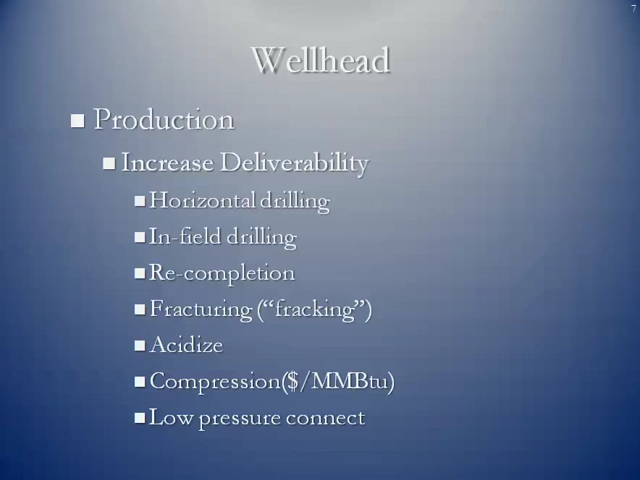 7
Wellhead
Production
Increase Deliverability
Horizontal drilling
In-field drilling
Re-completion
Fracturing (“fracking”)
Acidize
Compression($/MMBtu)
Low pressure connect